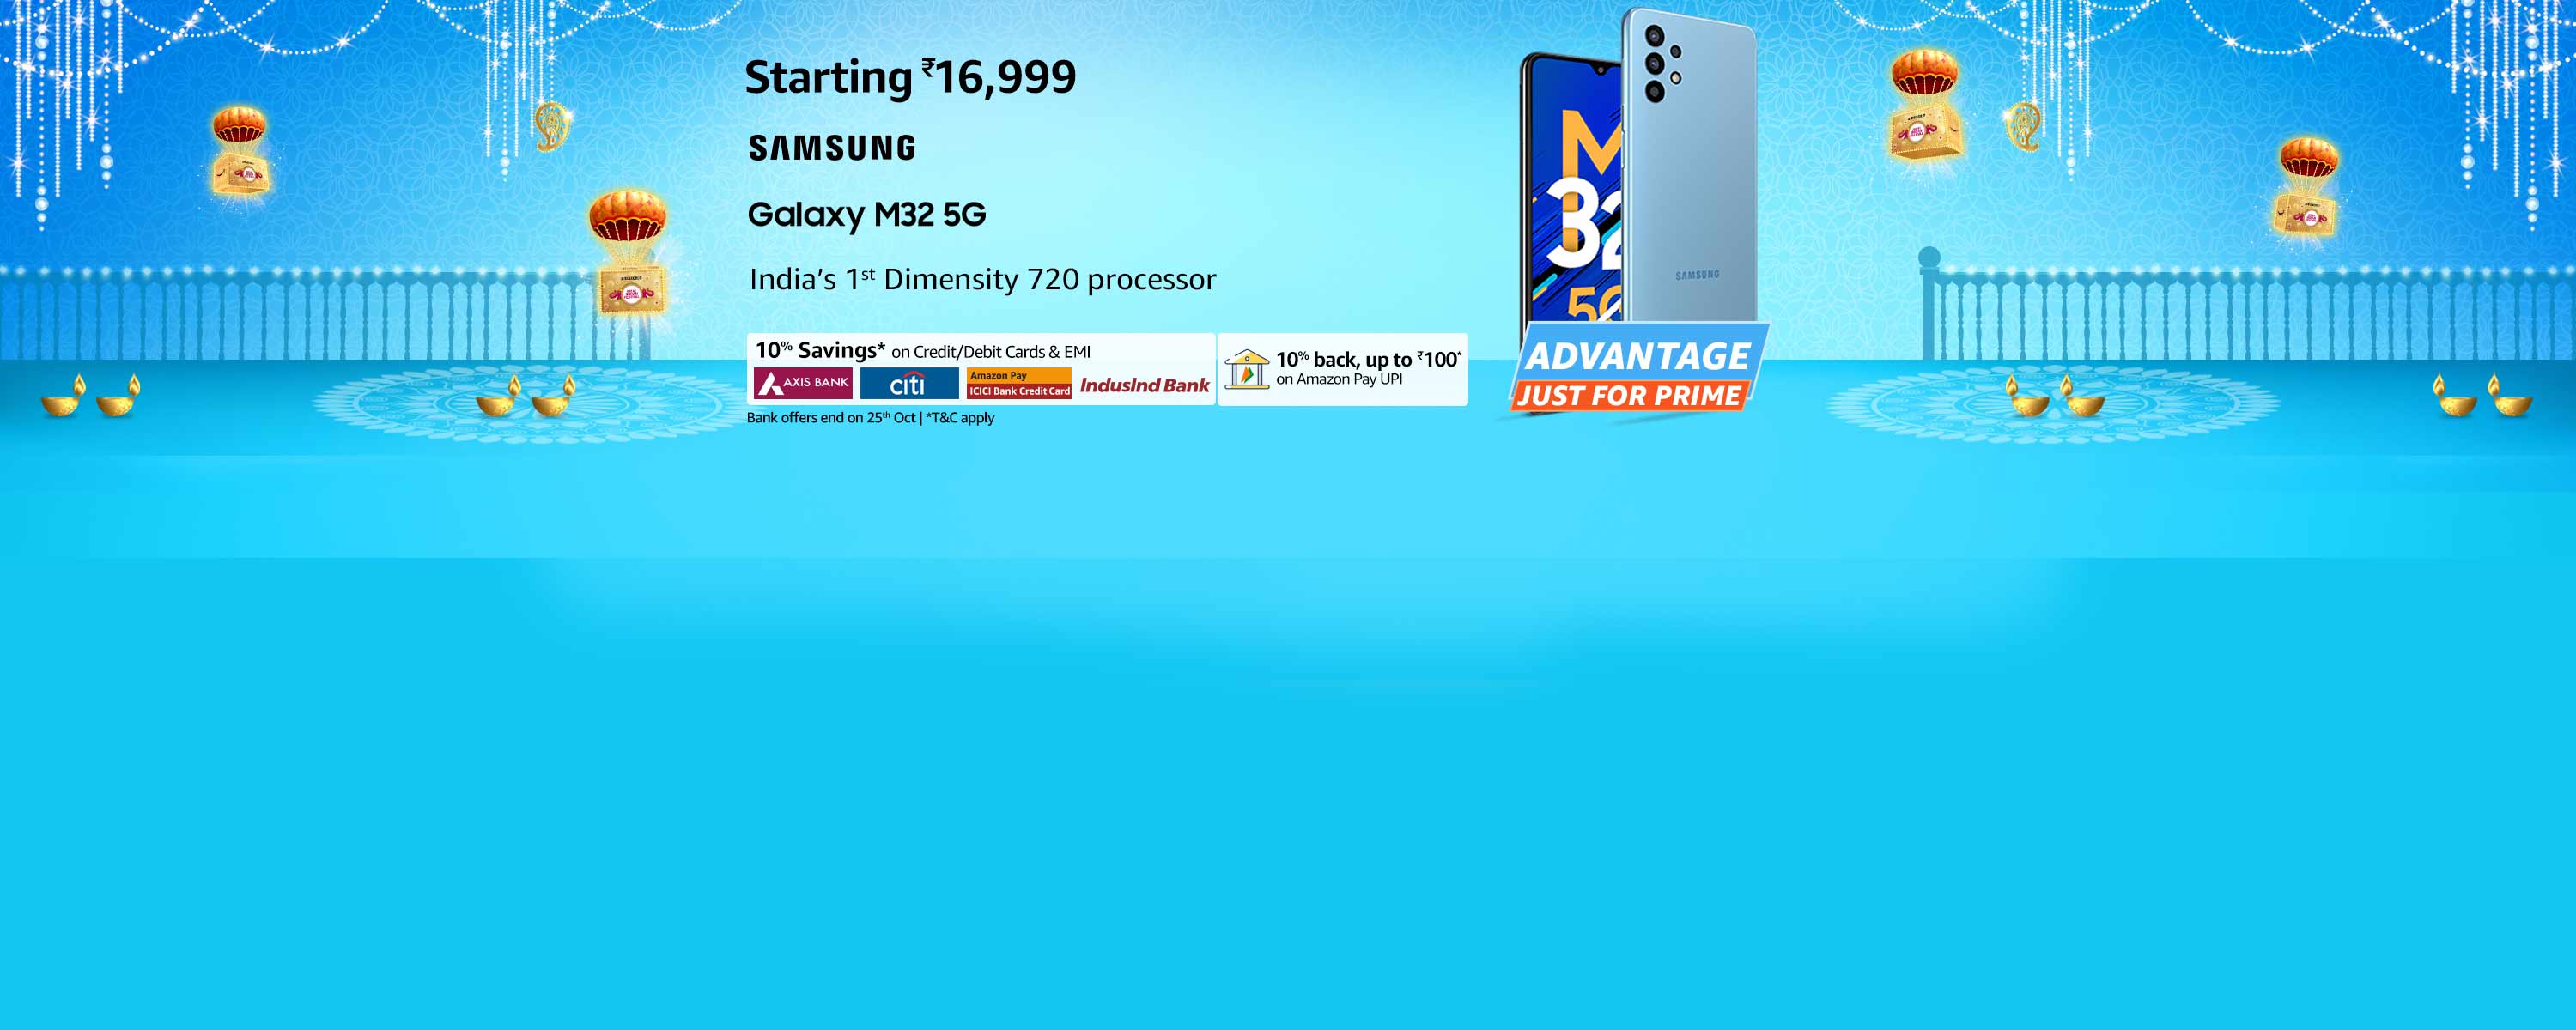 Starting ₹16,999
SAMSUNG
Galaxy M32 5G
India's 1st Dimensity 720 processor
10% Savings* on Credit/Debit Cards & EMI
AXIS BANK
citi
Amazon Pay
ICICI Bank Credit Card
IndusInd Bank
10% back, up to ₹100*
on Amazon Pay UPI
Bank offers end on 25th Oct | *T&C apply
M
32
5G
SAMSUNG
ADVANTAGE
JUST FOR PRIME